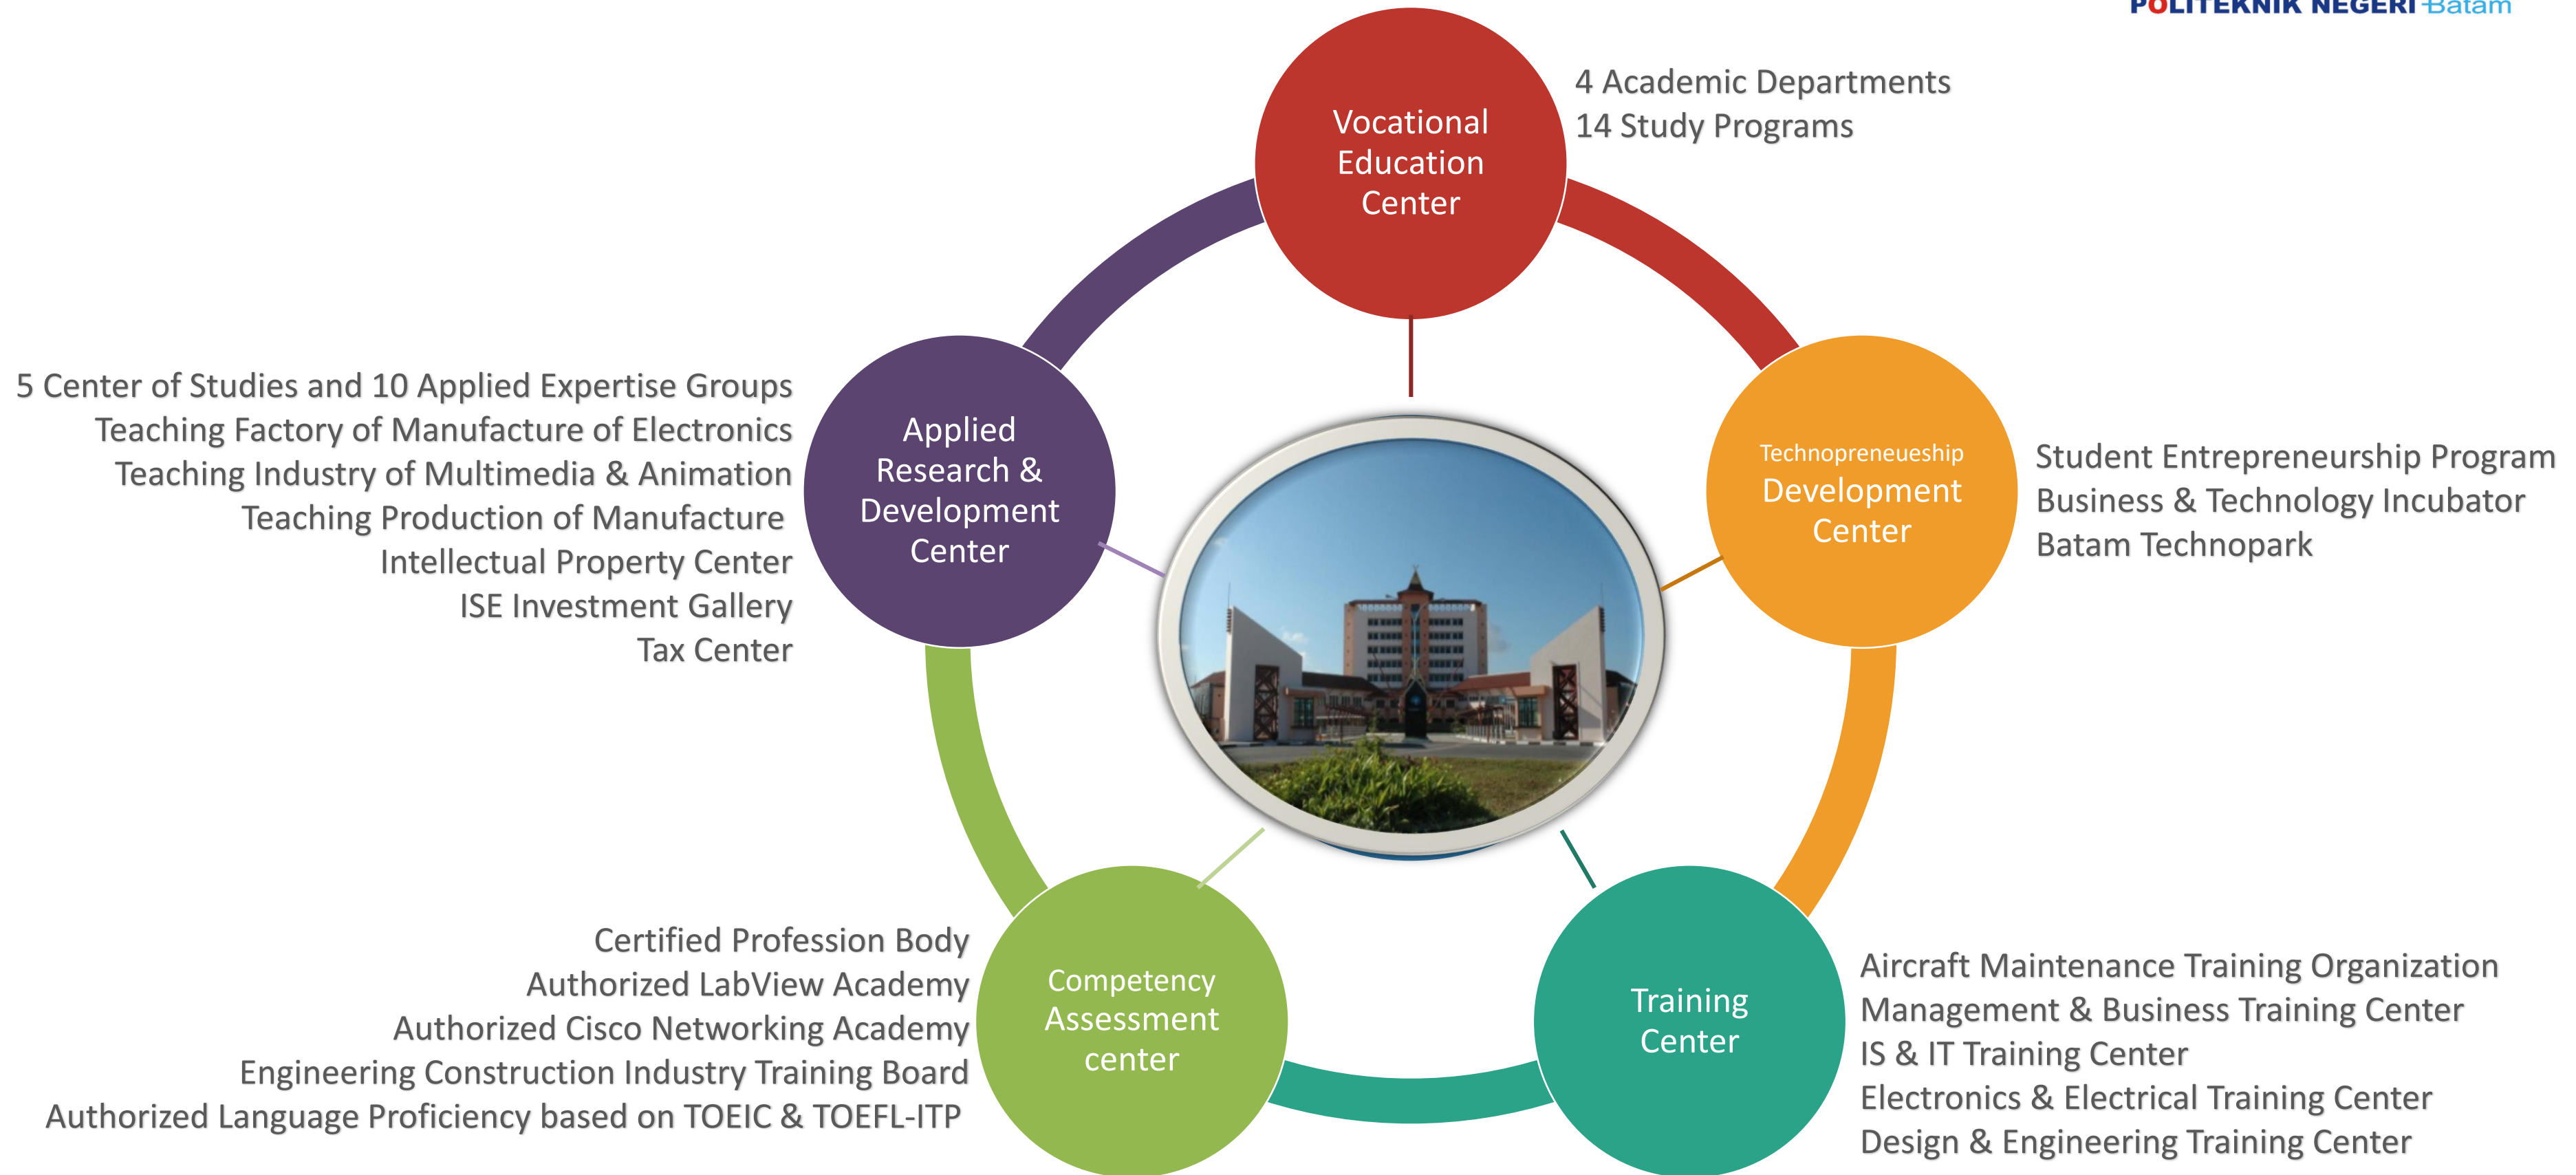 POLITEKNIK NEGERI Batam
Vocational
Education
Center
4 Academic Departments
14 Study Programs
Technopreneueship
Development
Center
Student Entrepreneurship Program
Business & Technology Incubator
Batam Technopark
Training
Center
Aircraft Maintenance Training Organization
Management & Business Training Center
IS & IT Training Center
Electronics & Electrical Training Center
Design & Engineering Training Center
Competency
Assessment
center
Certified Profession Body
Authorized LabView Academy
Authorized Cisco Networking Academy
Engineering Construction Industry Training Board
Authorized Language Proficiency based on TOEIC & TOEFL-ITP
Applied
Research &
Development
Center
5 Center of Studies and 10 Applied Expertise Groups
Teaching Factory of Manufacture of Electronics
Teaching Industry of Multimedia & Animation
Teaching Production of Manufacture
Intellectual Property Center
ISE Investment Gallery
Tax Center